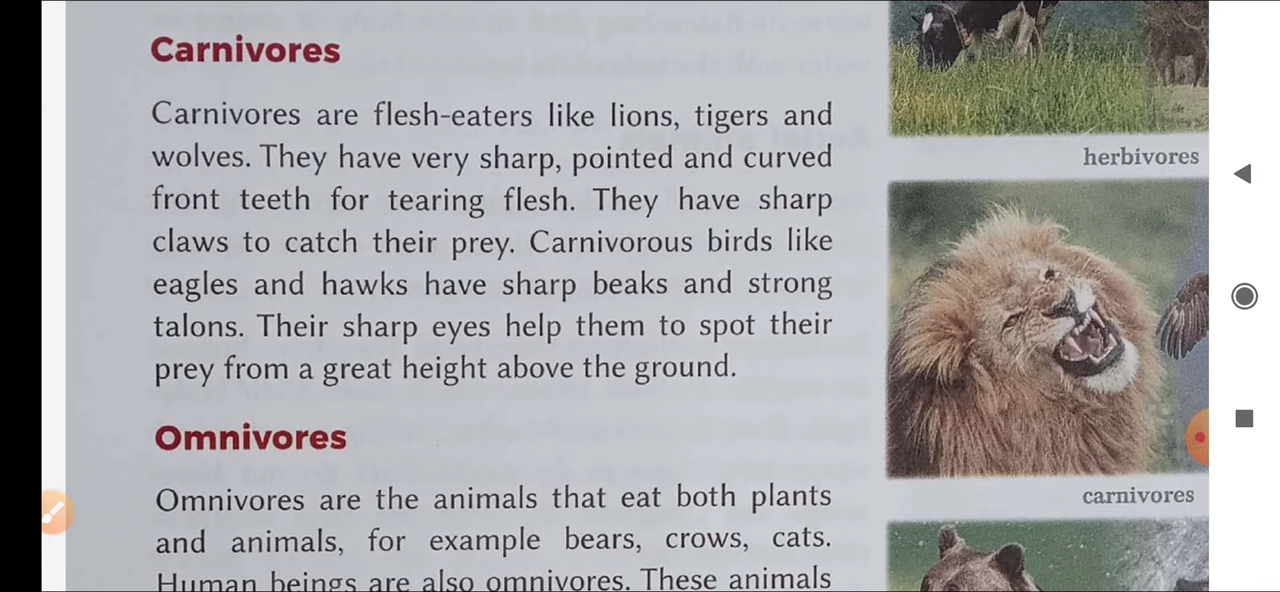 Carnivores
Carnivores are flesh-eaters like lions, tigers and
wolves. They have very sharp, pointed and curved
front teeth for tearing flesh. They have sharp
claws to catch their prey. Carnivorous birds like
eagles and hawks have sharp beaks and strong
talons. Their sharp eyes help them to spot their
prey from a great height above the ground.
Omnivores
Omnivores are the animals that eat both plants
and animals, for example bears, crows, cats.
Human beings are also omnivores. These animals
herbivores
carnivores